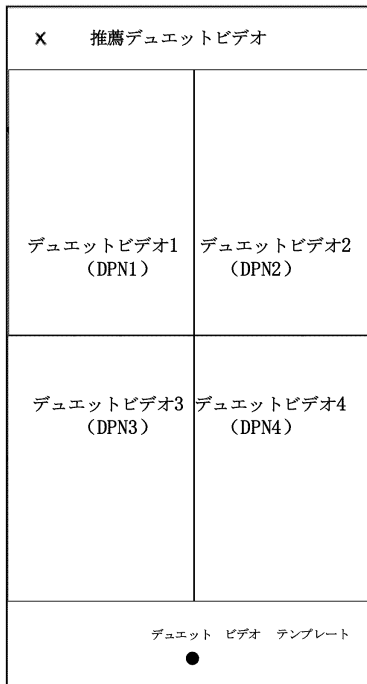 X 推薦デュエットビデオ
デュエットビデオ1
（DPN1）
デュエットビデオ2
（DPN2）
デュエットビデオ3
（DPN3）
デュエットビデオ4
（DPN4）
デュエット ビデオ テンプレート